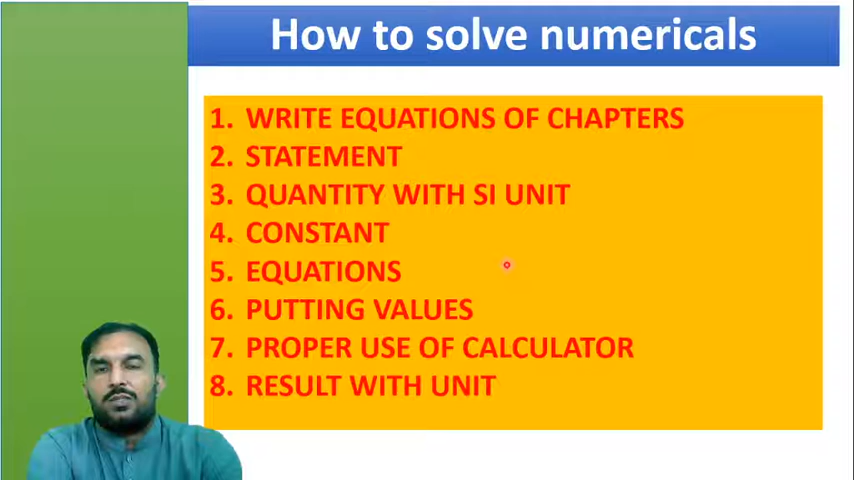 How to solve numericals
1. WRITE EQUATIONS OF CHAPTERS
2. STATEMENT
3. QUANTITY WITH SI UNIT
4. CONSTANT
5. EQUATIONS
6. PUTTING VALUES
7. PROPER USE OF CALCULATOR
8. RESULT WITH UNIT